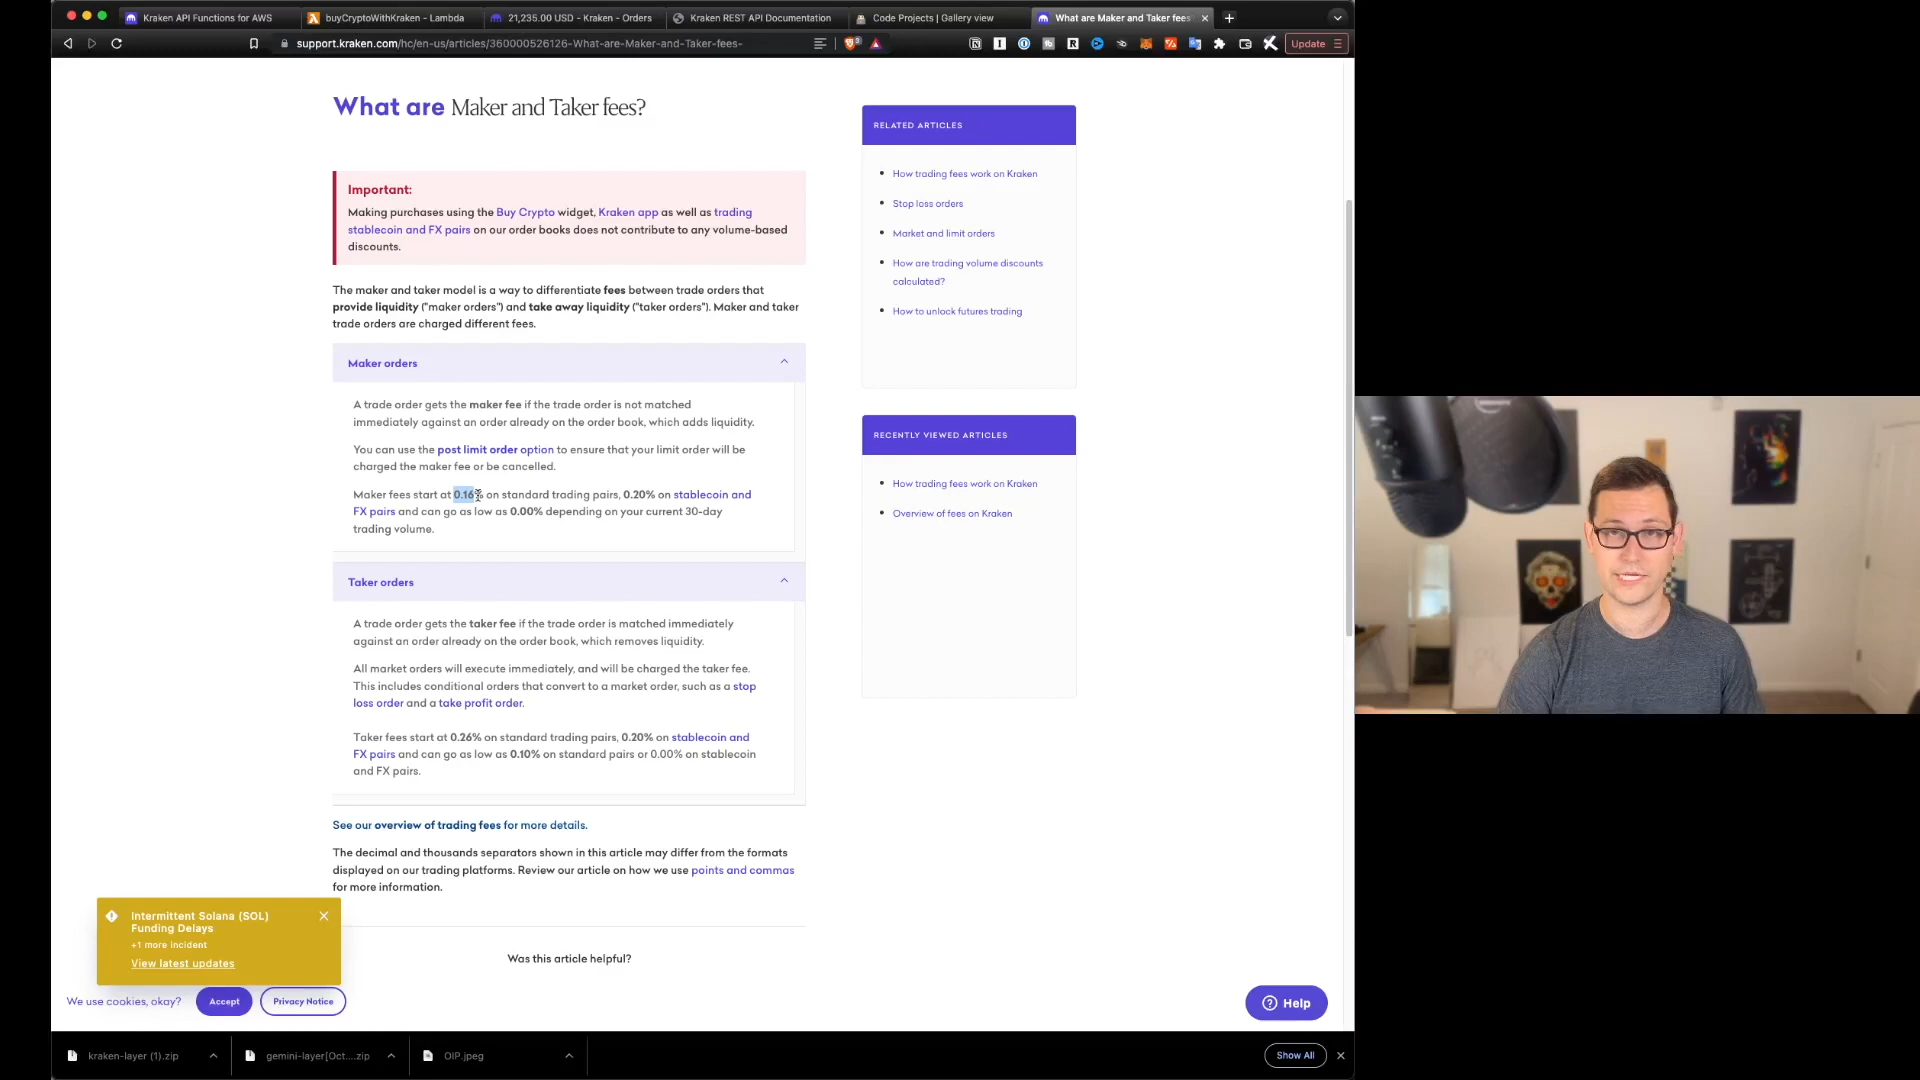 Kraken API Functions for AWS
buyCryptoWithKraken - Lambda
21,235.00 USD - Kraken - Orders
Kraken REST API Documentation
Code Projects | Gallery view
What are Maker and Taker fees
support.kraken.com/hc/en-us/articles/360000526126-What-are-Maker-and-Taker-fees-
Update
What are Maker and Taker fees?
Important:
Making purchases using the Buy Crypto widget, Kraken app as well as trading
stablecoin and FX pairs on our order books does not contribute to any volume-based
discounts.
The maker and taker model is a way to differentiate fees between trade orders that
provide liquidity ("maker orders") and take away liquidity ("taker orders"). Maker and taker
trade orders are charged different fees.
Maker orders
A trade order gets the maker fee if the trade order is not matched
immediately against an order already on the order book, which adds liquidity.
You can use the post limit order option to ensure that your limit order will be
charged the maker fee or be cancelled.
Maker fees start at 0.16% on standard trading pairs, 0.20% on stablecoin and
FX pairs and can go as low as 0.00% depending on your current 30-day
trading volume.
Taker orders
A trade order gets the taker fee if the trade order is matched immediately
against an order already on the order book, which removes liquidity.
All market orders will execute immediately, and will be charged the taker fee.
This includes conditional orders that convert to a market order, such as a stop
loss order and a take profit order.
Taker fees start at 0.26% on standard trading pairs, 0.20% on stablecoin and
FX pairs and can go as low as 0.10% on standard pairs or 0.00% on stablecoin
and FX pairs.
See our overview of trading fees for more details.
The decimal and thousands separators shown in this article may differ from the formats
displayed on our trading platforms. Review our article on how we use points and commas
for more information.
Was this article helpful?
RELATED ARTICLES
How trading fees work on Kraken
Stop loss orders
Market and limit orders
How are trading volume discounts
calculated?
How to unlock futures trading
RECENTLY VIEWED ARTICLES
How trading fees work on Kraken
Overview of fees on Kraken
Intermittent Solana (SOL)
Funding Delays
+1 more incident
View latest updates
We use cookies, okay?
Accept
Privacy Notice
Help
kraken-layer (1).zip
gemini-layer[Oct....zip
OIP.jpeg
Show All